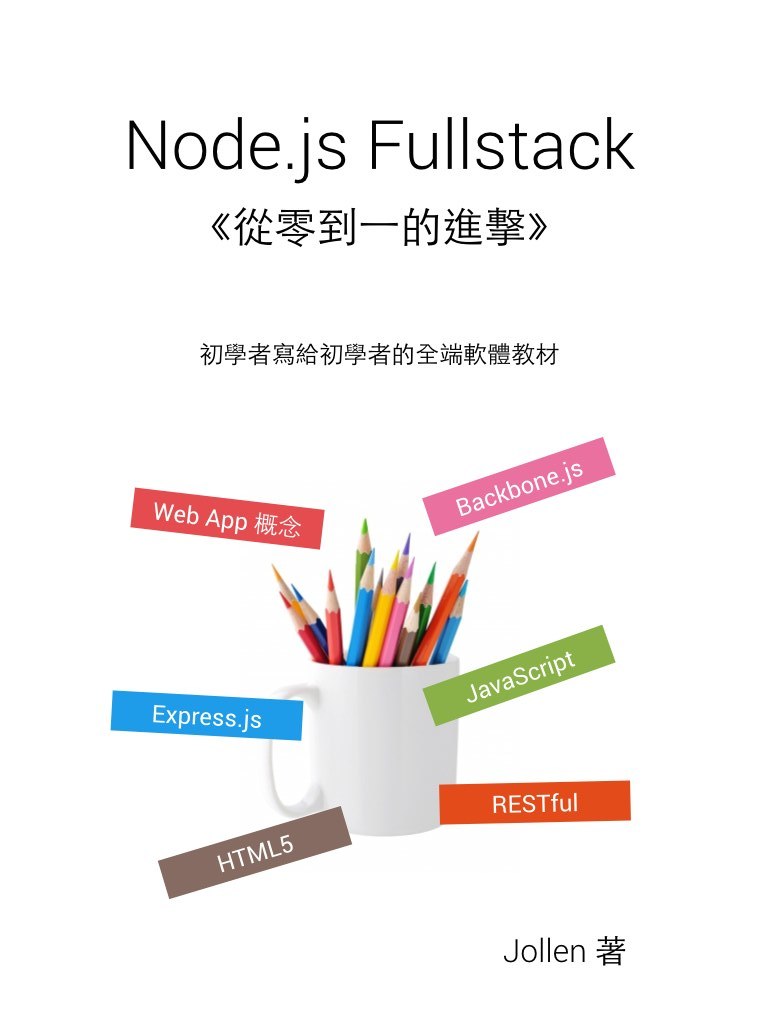 Node.js Fullstack
《從零到一的進擊》
初學者寫給初學者的全端軟體教材
Backbone.js
Web App 概念
JavaScript
Express.js
RESTful
HTML5
Jollen 著